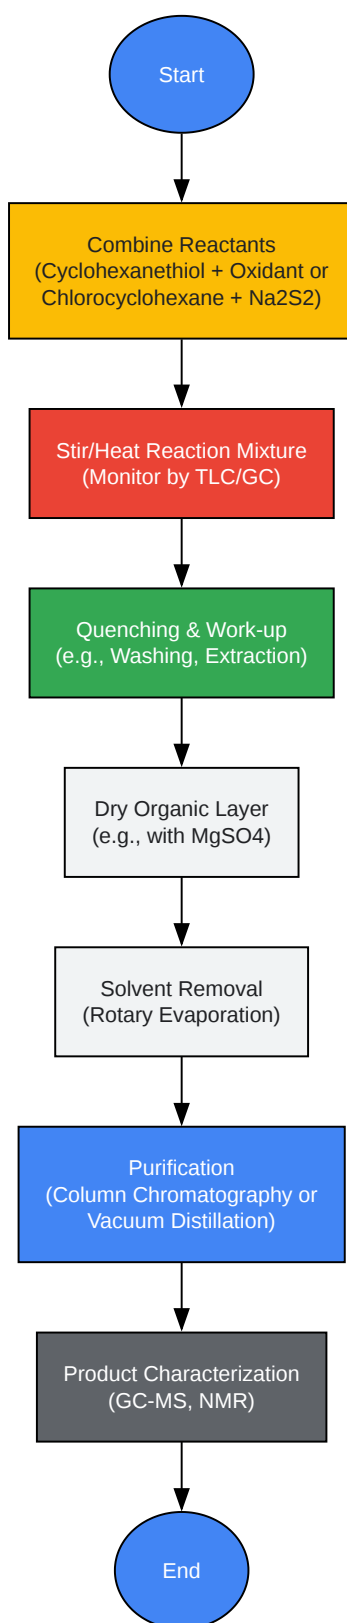 Start
Combine Reactants
(Cyclohexanethiol + Oxidant or
Chlorocyclohexane + Na2S2)
Stir/Heat Reaction Mixture
(Monitor by TLC/GC)
Quenching & Work-up
(e.g., Washing, Extraction)
Dry Organic Layer
(e.g., with MgSO4)
Solvent Removal
(Rotary Evaporation)
Purification
(Column Chromatography or
Vacuum Distillation)
Product Characterization
(GC-MS, NMR)
End